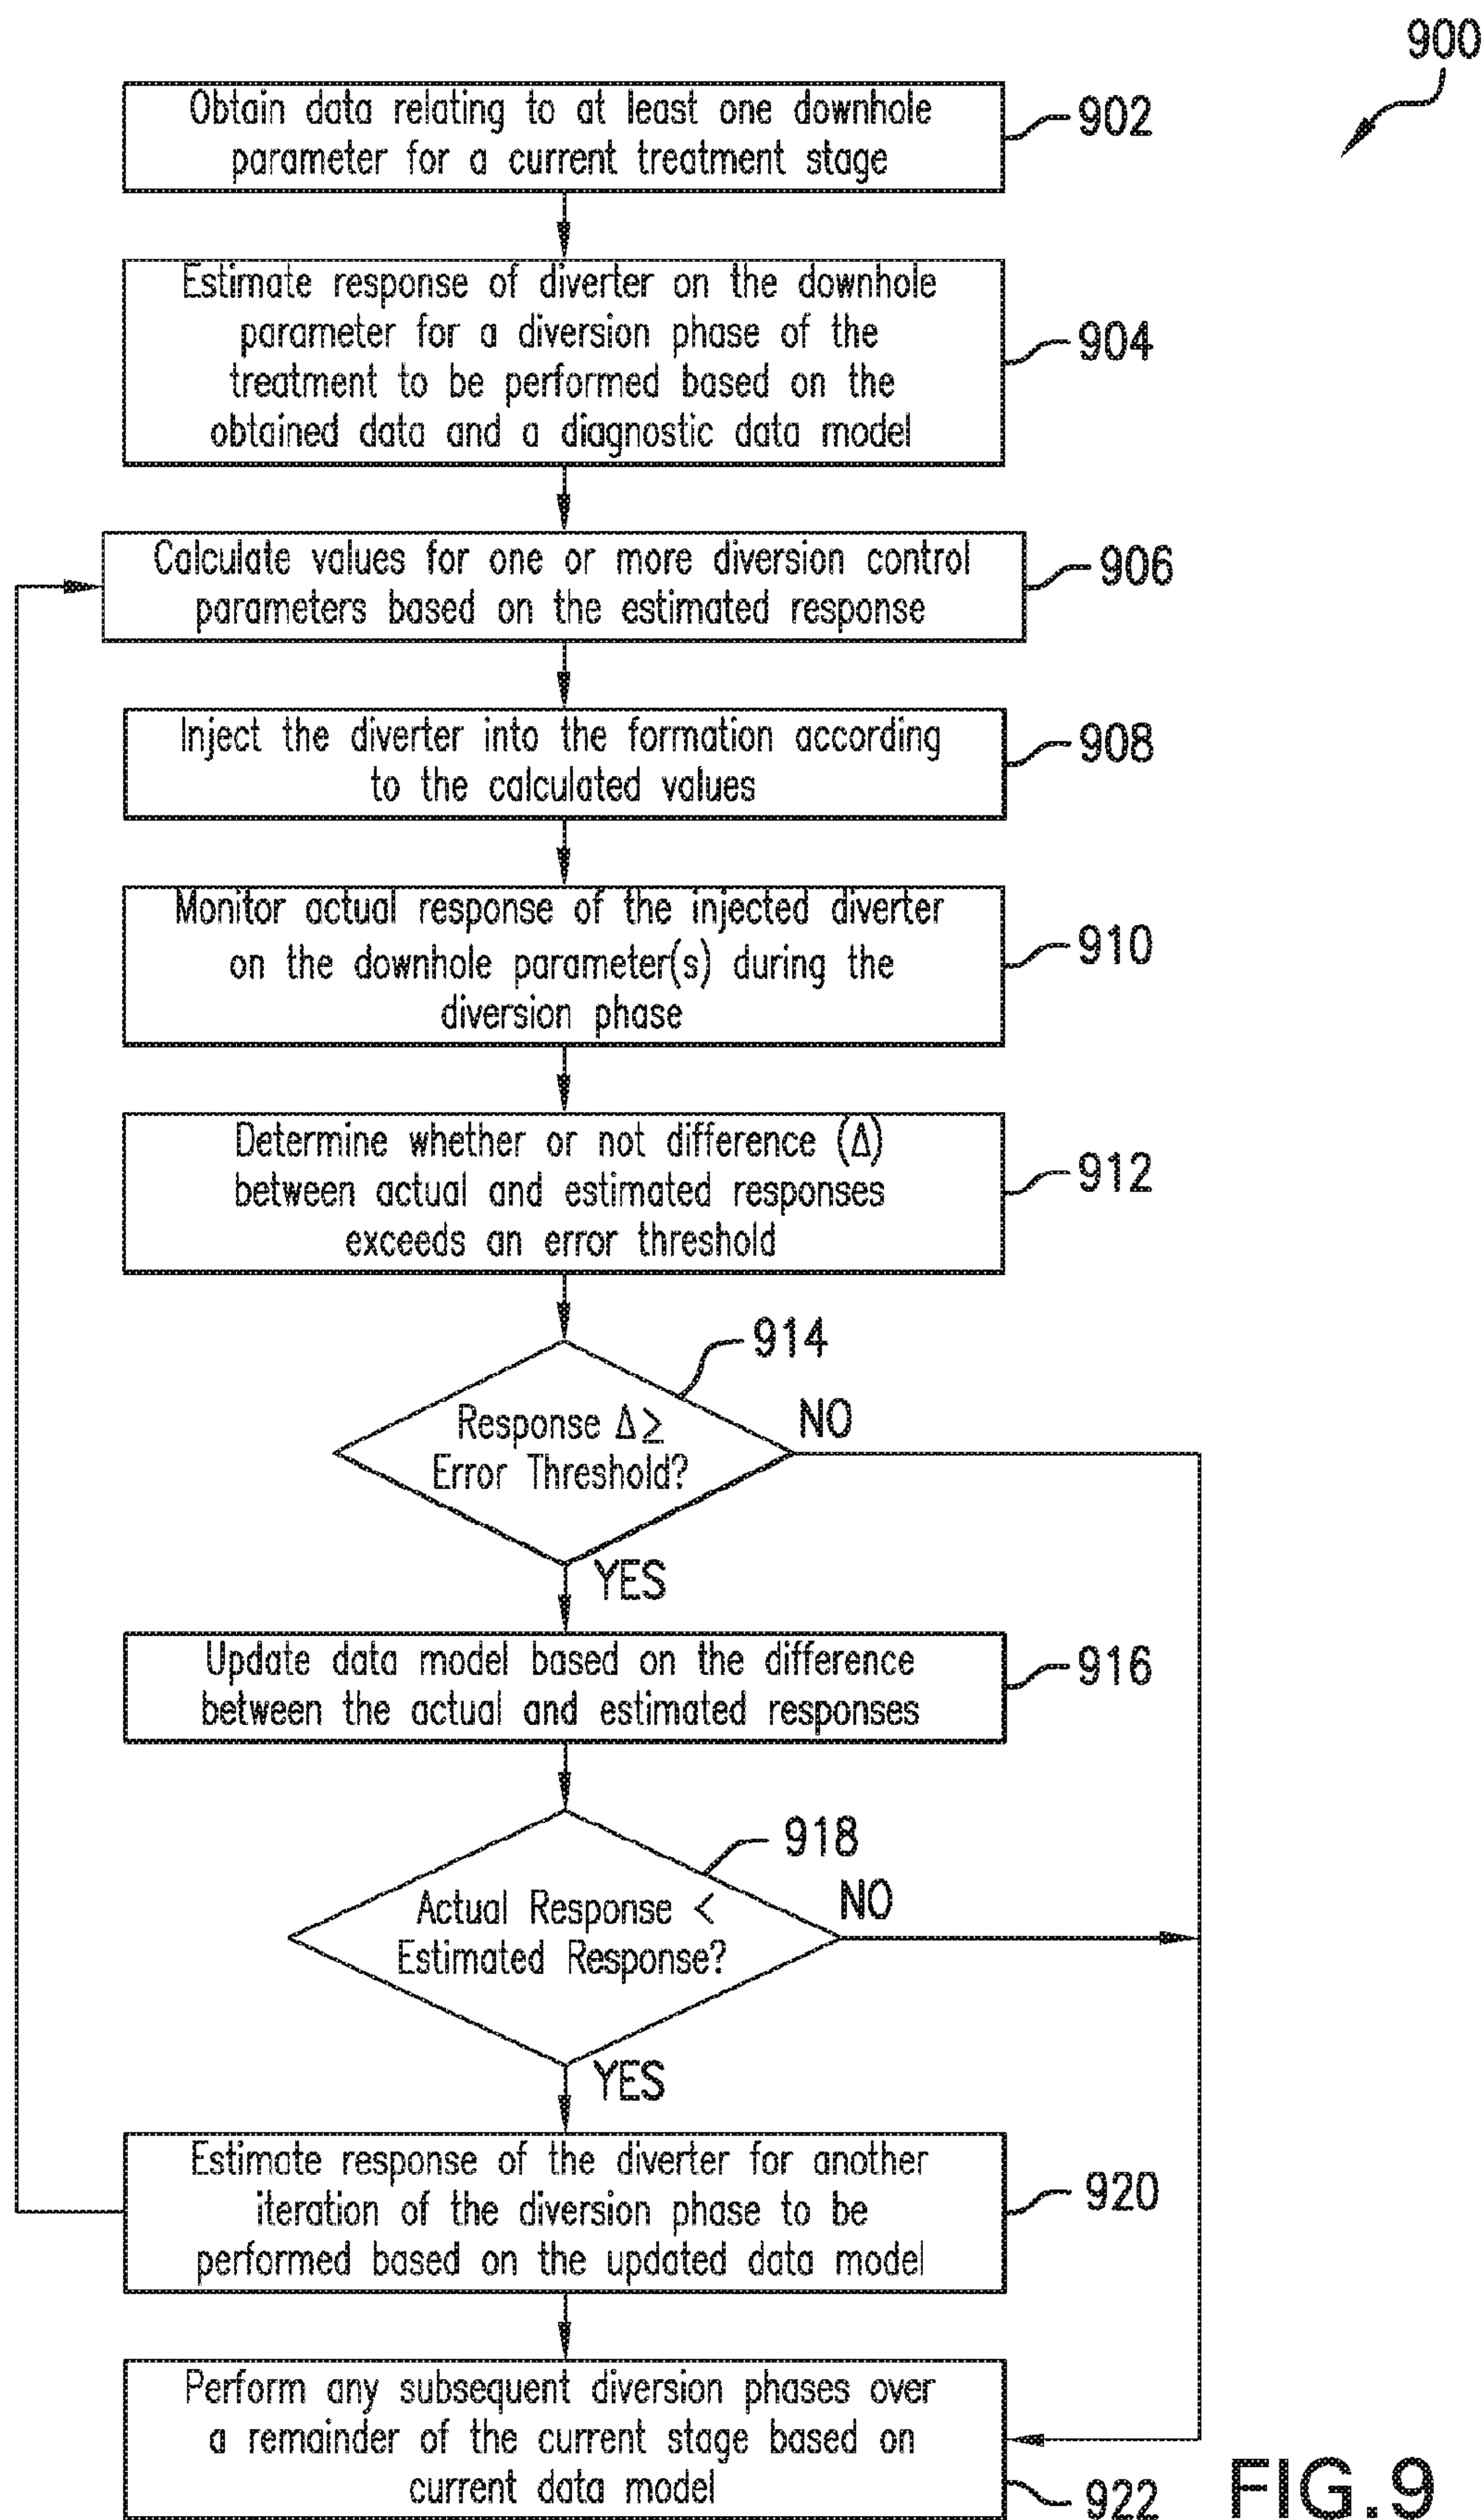 900
Obtain data relating to at least one downhole
parameter for a current treatment stage
902
Estimate response of diverter on the downhole
parameter for a diversion phase of the
treatment to be performed based on the
obtained data and a diagnostic data model
904
Calculate values for one or more diversion control
parameters based on the estimated response
906
Inject the diverter into the formation according
to the calculated values
908
Monitor actual response of the injected diverter
on the downhole parameter(s) during the
diversion phase
910
Determine whether or not difference (Δ)
between actual and estimated responses
exceeds an error threshold
912
914
Response Δ≥
Error Threshold?
NO
YES
Update data model based on the difference
between the actual and estimated responses
916
918
Actual Response <
Estimated Response?
NO
YES
Estimate response of the diverter for another
iteration of the diversion phase to be
performed based on the updated data model
920
Perform any subsequent diversion phases over
a remainder of the current stage based on
current data model
922
FIG.9